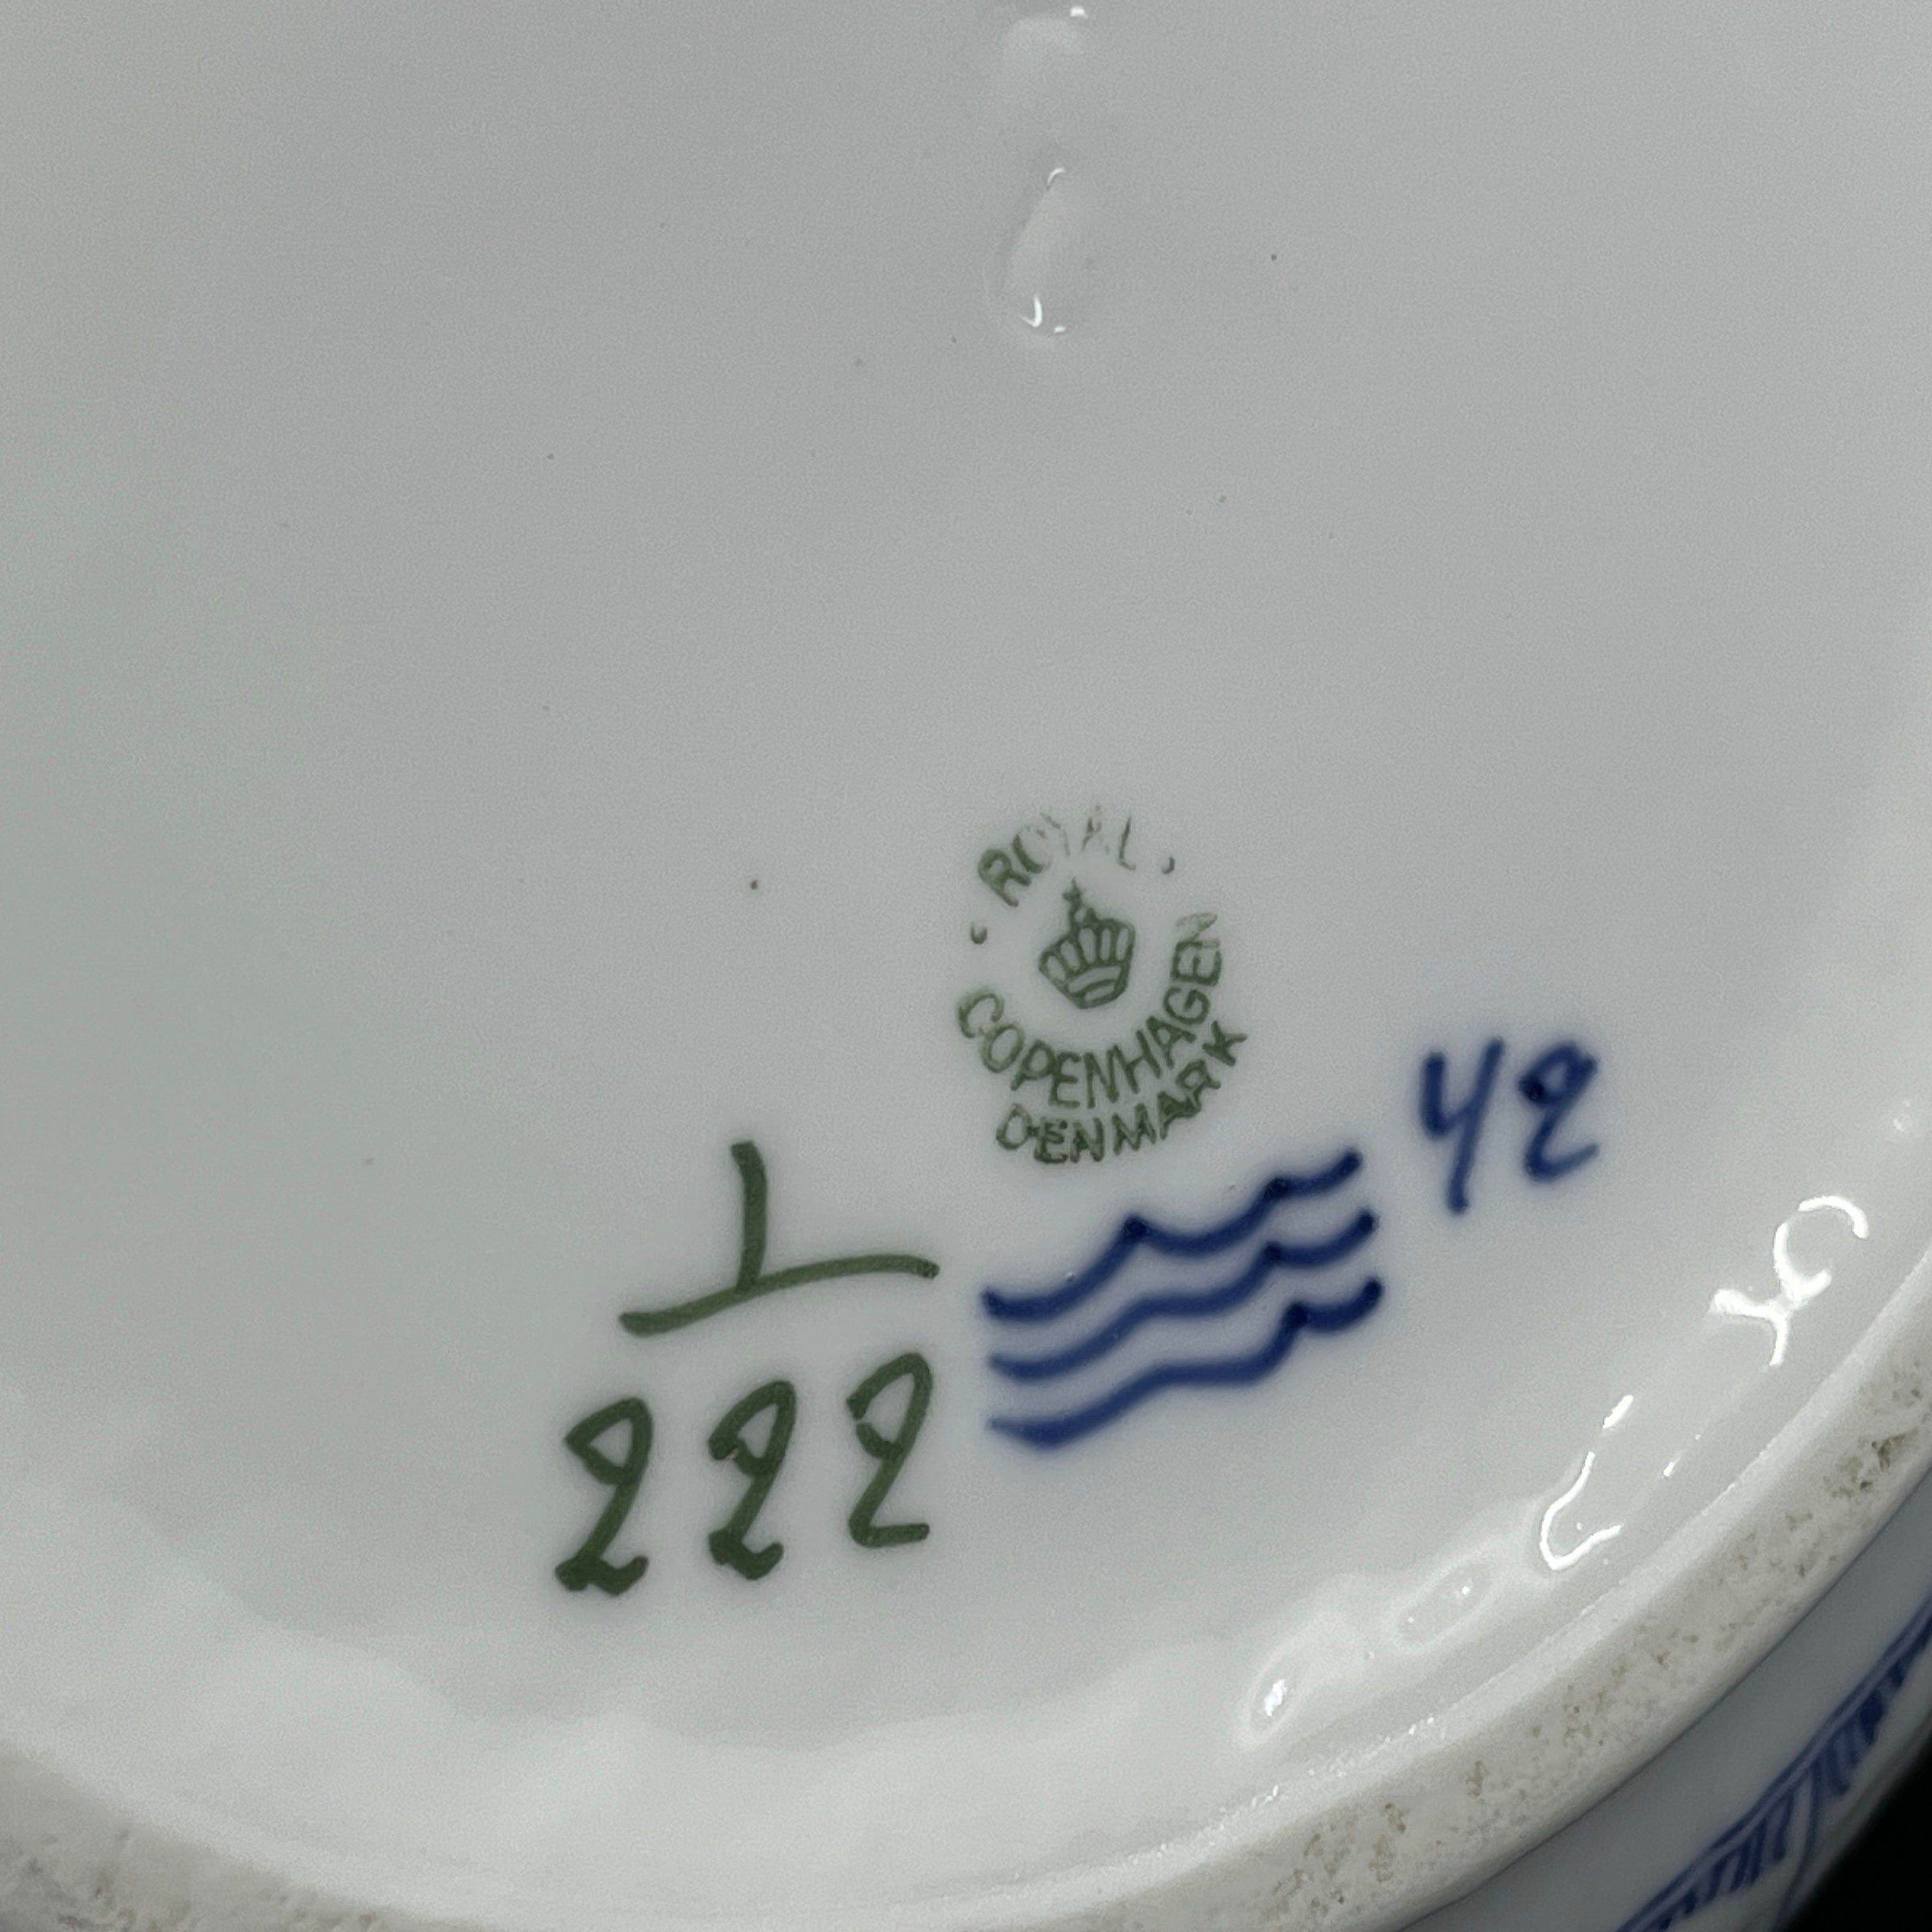 ROYAL
COPENHAGEN
DENMARK
42
1
222